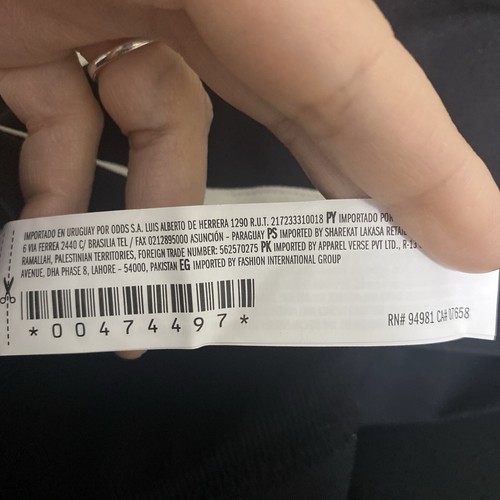 IMPORTADO EN URUGUAY POR ODDS S.A. LUIS ALBERTO DE HERRERA 1290 R.U.T. 217233310018 PY IMPORTADO POR
6 VIA FERREA 2440 C/ BRASILIA TEL / FAX 0212895000 ASUNCIÓN - PARAGUAY PS IMPORTED BY SHAREKAT LAKASA RETAIL
RAMALLAH, PALESTINIAN TERRITORIES, FOREIGN TRADE NUMBER: 562570275 PK IMPORTED BY APPAREL VERSE PVT LTD., R-13
AVENUE, DHA PHASE 8, LAHORE - 54000, PAKISTAN EG IMPORTED BY FASHION INTERNATIONAL GROUP
*00474497*
RN# 94981 CA# 07658